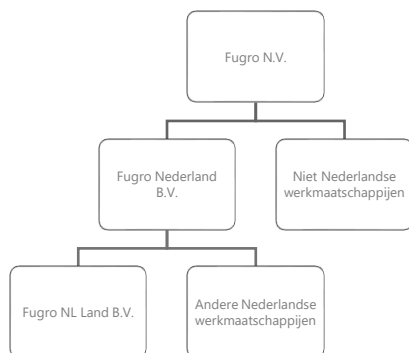 Fugro N.V.
Fugro Nederland
B.V.
Niet Nederlandse
werkmaatschappijen
Fugro NL Land B.V.
Andere Nederlandse
werkmaatschappijen